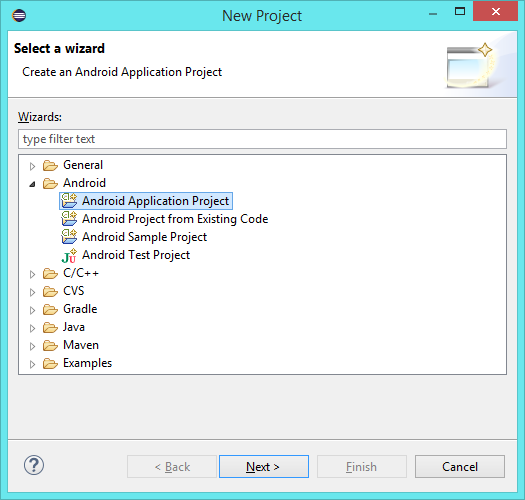 New Project
Select a wizard
Create an Android Application Project
Wizards:
type filter text
General
Android
Android Application Project
Android Project from Existing Code
Android Sample Project
Android Test Project
C/C++
CVS
Gradle
Java
Maven
Examples
< Back Next > Finish Cancel